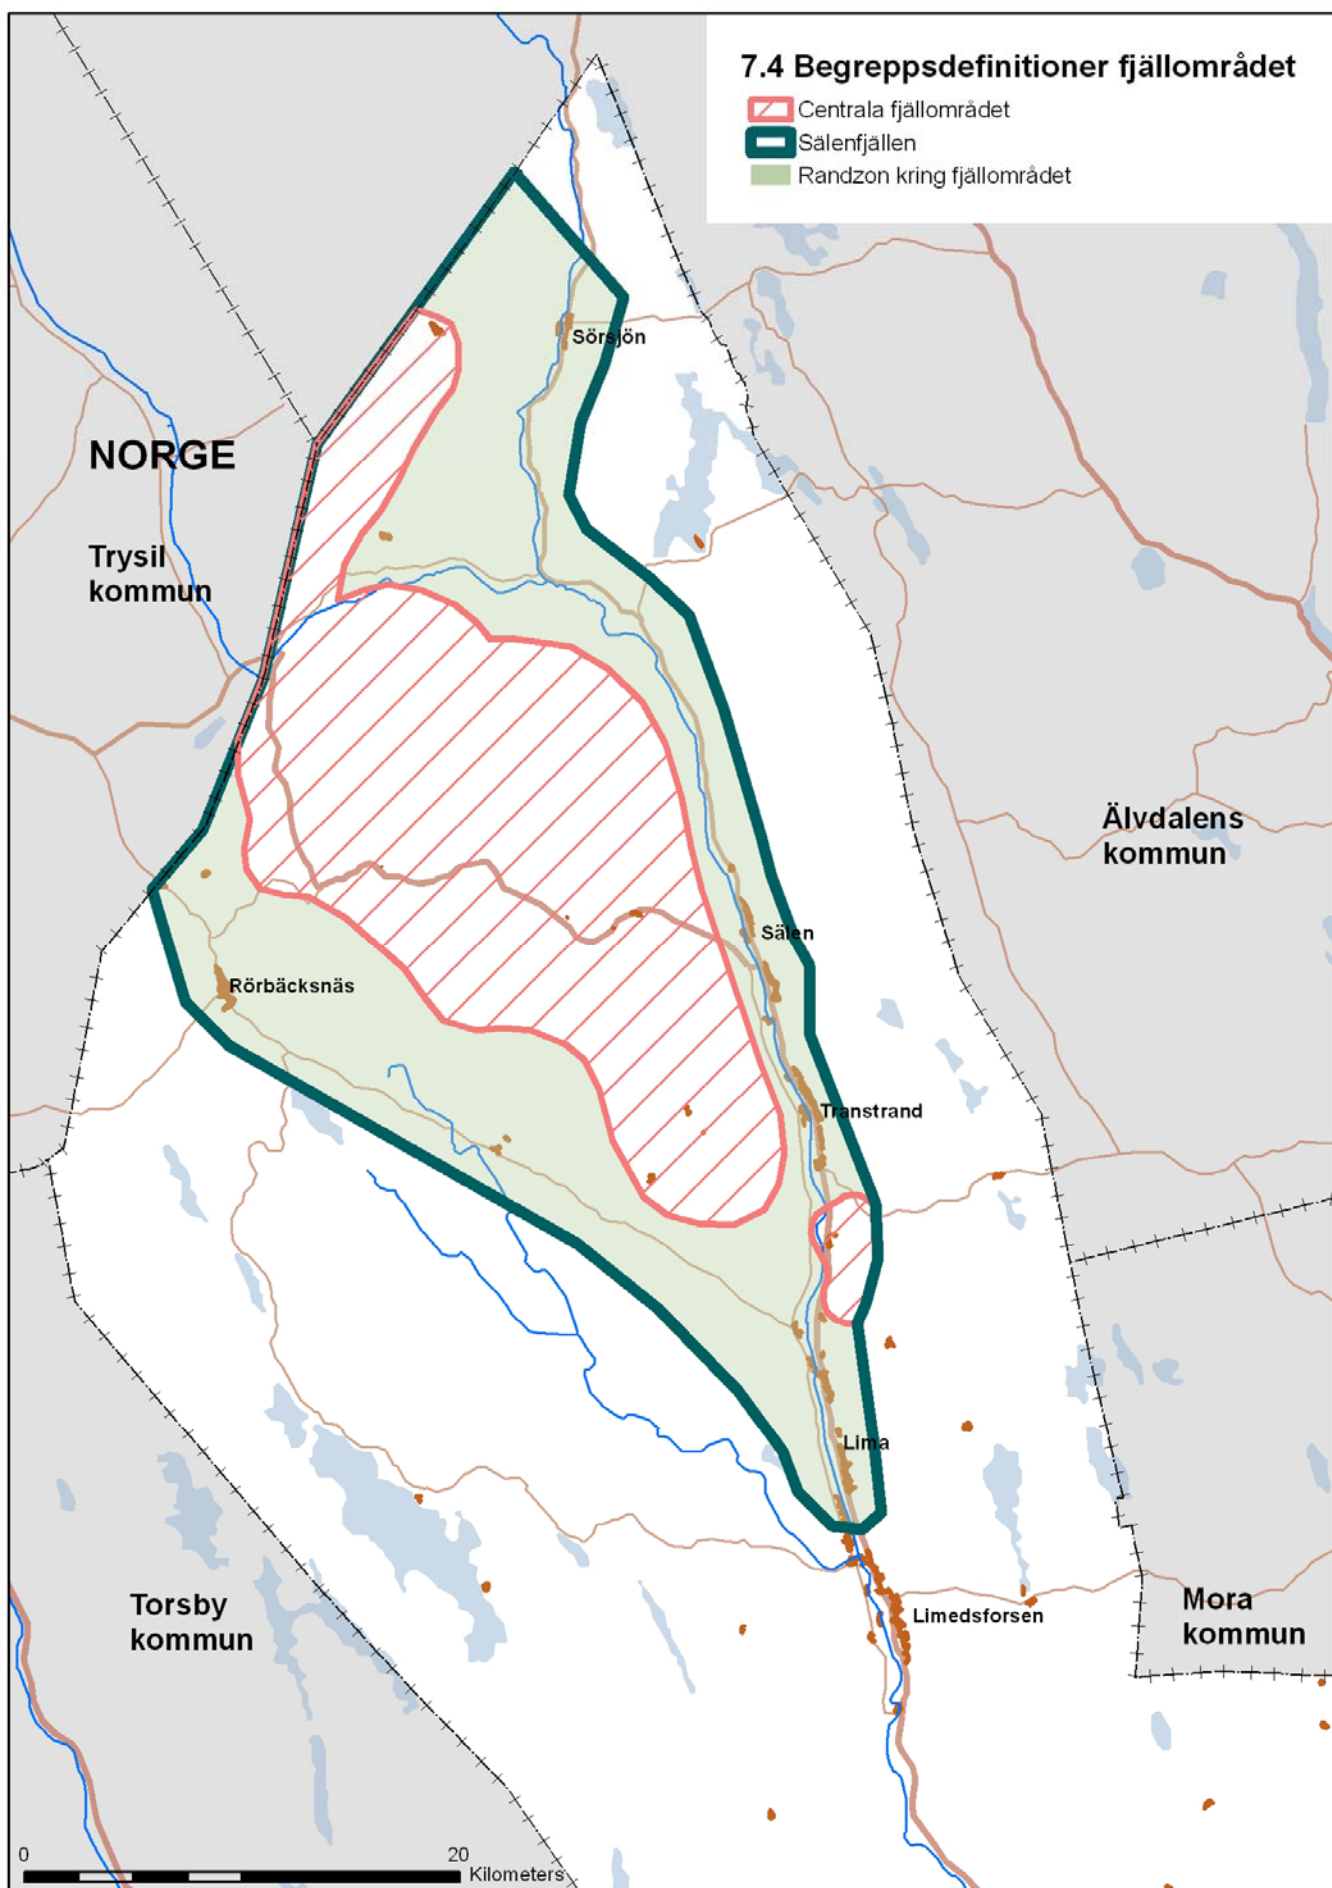 7.4 Begreppsdefinitioner fjällområdet
Centrala fjällområdet
Sälenfjällen
Randzon kring fjällområdet
Sörsjön
NORGE
Trysil
kommun
Älvdalens
kommun
Sälen
Rörbäcksnäs
Transtrand
Lima
Torsby
kommun
Limedsforsen
Mora
kommun
0 20
Kilometers